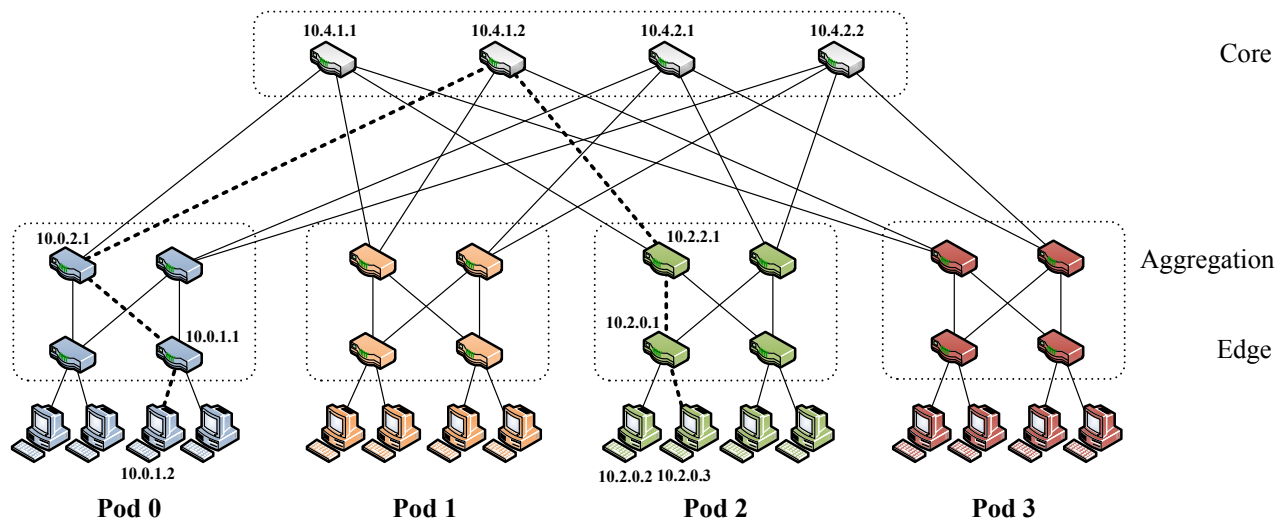 10.4.1.1 10.4.1.2 10.4.2.1 10.4.2.2
Core
10.0.2.1 10.2.2.1
Aggregation
10.2.0.1
10.0.1.1
Edge
10.0.1.2 10.2.0.2 10.2.0.3
Pod 0 Pod 1 Pod 2 Pod 3